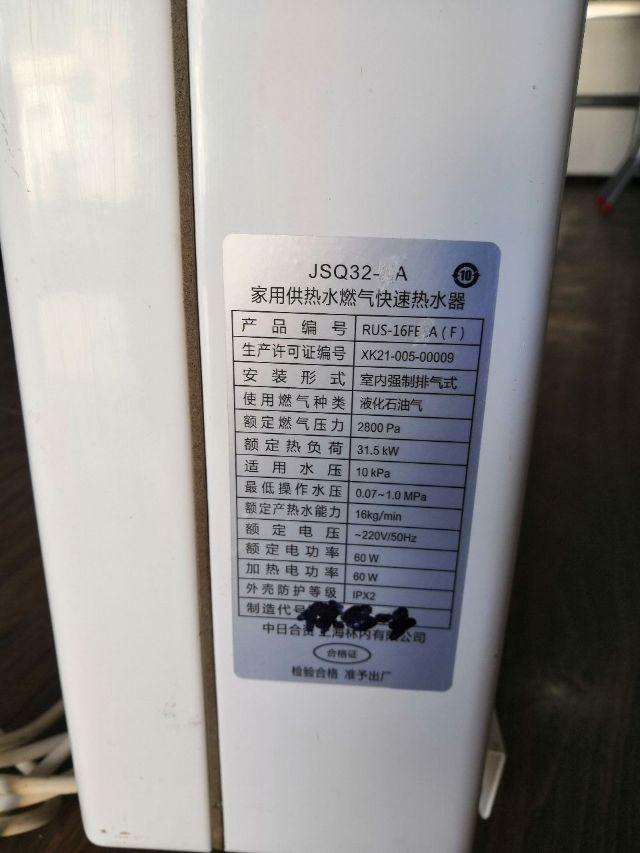 JSQ32- A
10
家用供热水燃气快速热水器
产品编号 RUS-16FE A(F)
生产许可证编号 XK21-005-00009
安装形式 室内强制排气式
使用燃气种类 液化石油气
额定燃气压力 2800 Pa
额定热负荷 31.5 kW
适用水压 10 kPa
最低操作水压 0.07~1.0 MPa
额定产热水能力 16kg/min
额定电压 ~220V/50Hz
额定电功率 60 W
加热电功率 60 W
外壳防护等级 IPX2
制造代号
中日合资 上海林内有限公司
合格证
检验合格 准予出厂